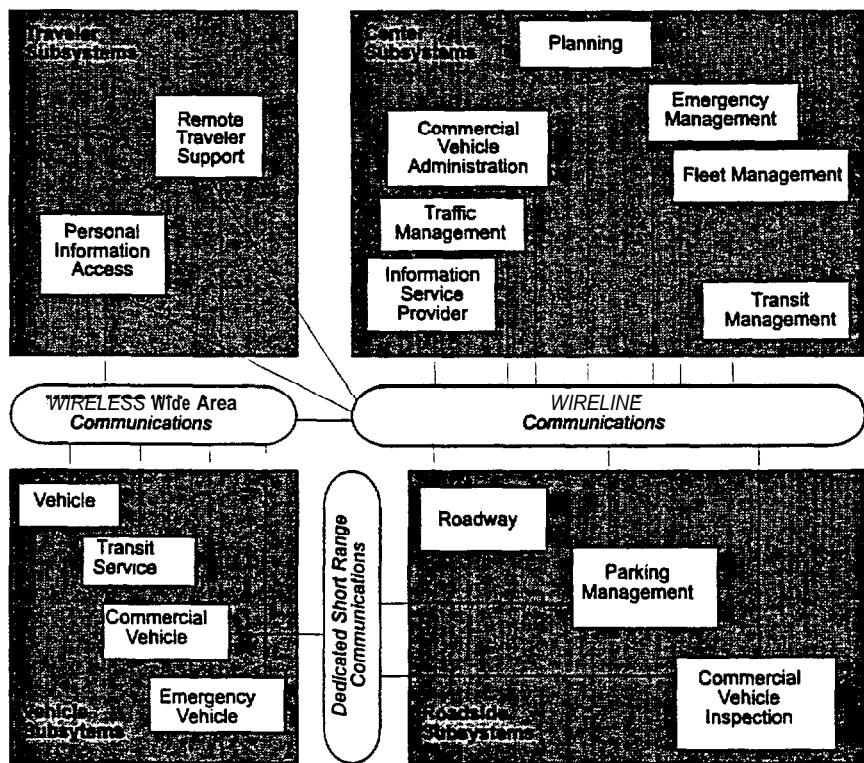 Traveler
Subsystems
Remote
Traveler
Support
Personal
Information
Access
Center
Subsystems
Planning
Emergency
Management
Commercial
Vehicle
Administration
Fleet Management
Traffic
Management
Information
Service
Provider
Transit
Management
WIRELESS Wide Area
Communications
WIRELINE
Communications
Vehicle
Transit
Service
Commercial
Vehicle
Emergency
Vehicle
Vehicle
Subsytems
Dedicated Short Range
Communications
Roadway
Parking
Management
Commercial
Vehicle
Inspection
Roadside
Subsystems